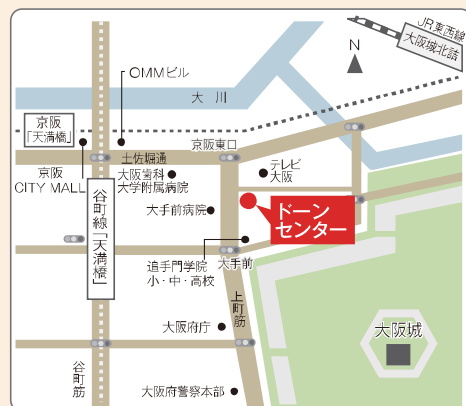 JR東西線
大阪城北詰
N
OMMビル
大 川
京阪
「天満橋」
京阪東口
土佐堀通
テレビ
大阪
京阪
CITY MALL
大阪歯科
大学附属病院
谷町線「天満橋」
大手前病院
ドーン
センター
追手門学院
小・中・高校
大手前
上町筋
大阪府庁
大阪城
谷町筋
大阪府警察本部